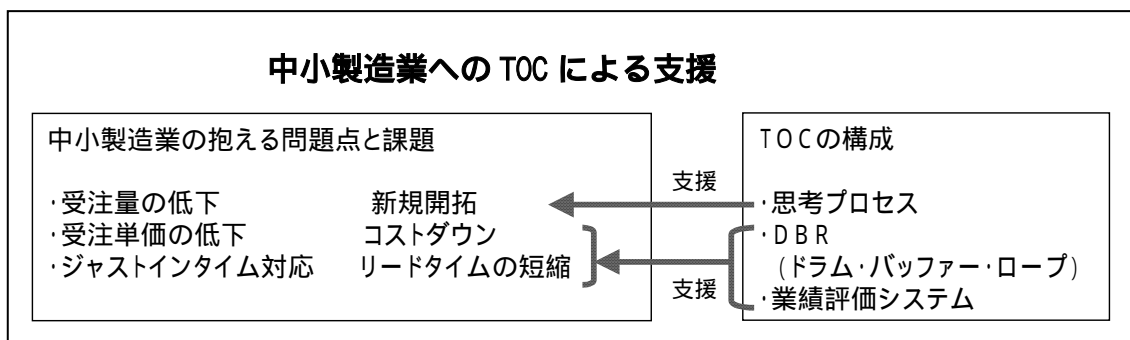 中小製造業への TOC による支援
中小製造業の抱える問題点と課題
・受注量の低下 新規開拓
・受注単価の低下 コストダウン
・ジャストインタイム対応 リードタイムの短縮
支援
支援
TOCの構成
・思考プロセス
・DBR
(ドラム・バッファー・ロープ)
・業績評価システム